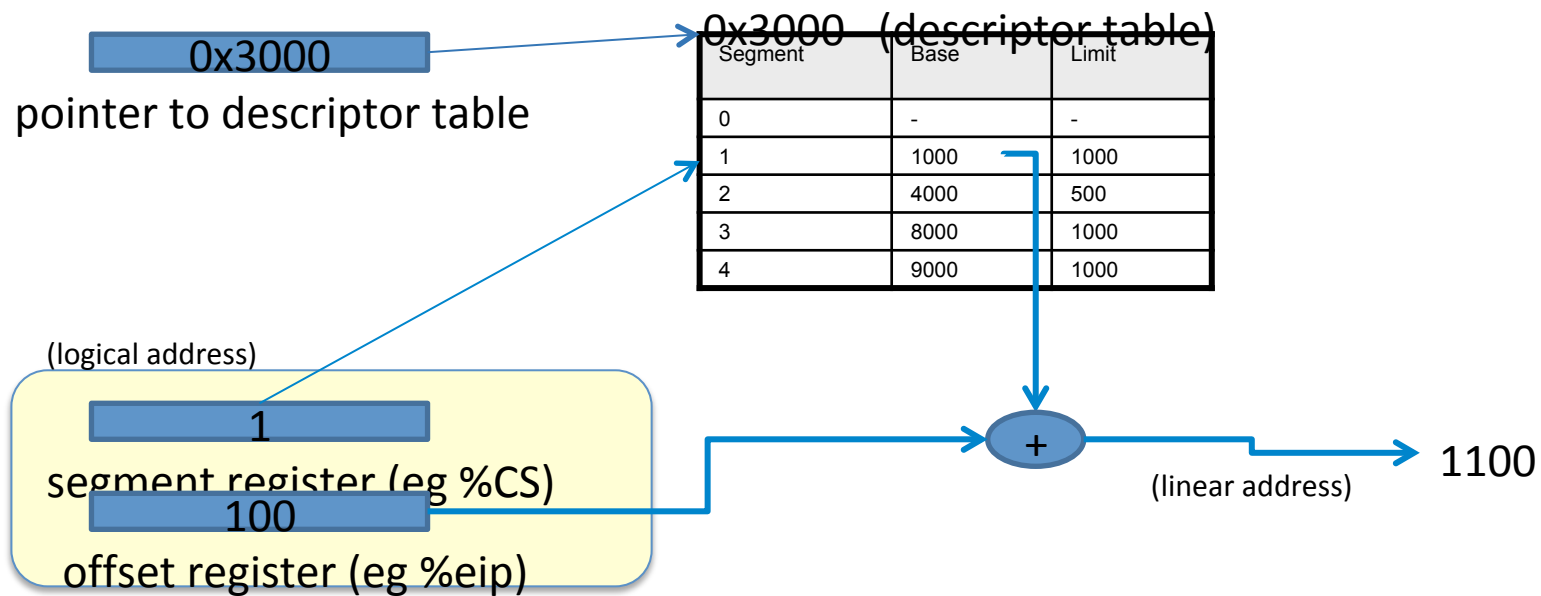 0x3000
pointer to descriptor table
0x3000 (descriptor table)
Segment Base Limit
0 - -
1 1000 1000
2 4000 500
3 8000 1000
4 9000 1000
(logical address)
1
segment register (eg %CS)
100
offset register (eg %eip)
+
(linear address)
1100